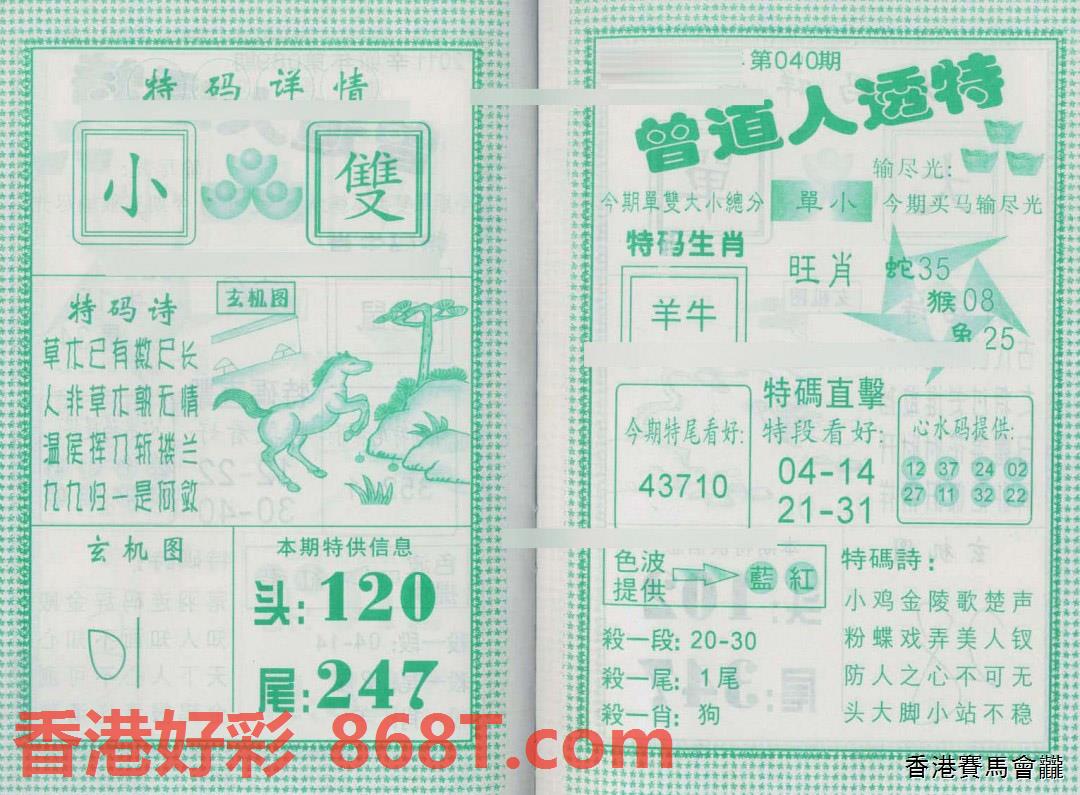 特码详情
小
雙
特码诗
草木已有数尺长
人非草木孰无情
温侯挥刀斩楼兰
九九归一是何数
玄机图
玄机图
本期特供信息
头:120
尾:247
第040期
曾道人透特
输尽光:
今期單雙大小總分
單小
今期买马输尽光
特码生肖
羊牛
旺肖
蛇35
猴08
兔25
今期特尾看好:
43710
特碼直擊
特段看好:
04-14
21-31
心水码提供:
12 37 24 02
27 11 32 22
色波
提供
藍 紅
殺一段: 20-30
殺一尾: 1尾
殺一肖: 狗
特碼詩:
小鸡金陵歌楚声
粉蝶戏弄美人钗
防人之心不可无
头大脚小站不稳
香港好彩 868T.com